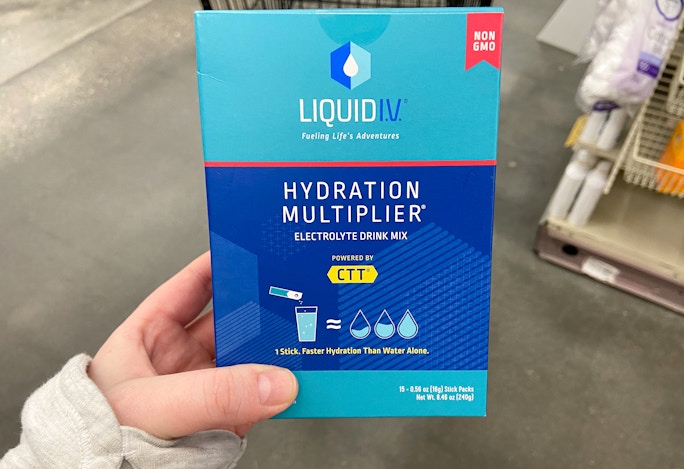 NON
GMO
LIQUID I.V.®
Fueling Life's Adventures
HYDRATION
MULTIPLIER®
ELECTROLYTE DRINK MIX
POWERED BY
CTT®
1 Stick. Faster Hydration Than Water Alone.
15 - 0.56 oz (16g) Stick Packs
Net Wt. 8.46 oz (240g)